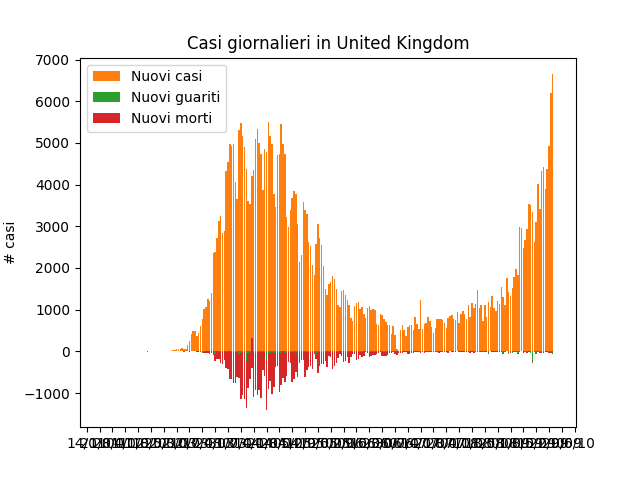 Casi giornalieri in United Kingdom
Nuovi casi
Nuovi guariti
Nuovi morti
# casi
7000
6000
5000
4000
3000
2000
1000
0
−1000